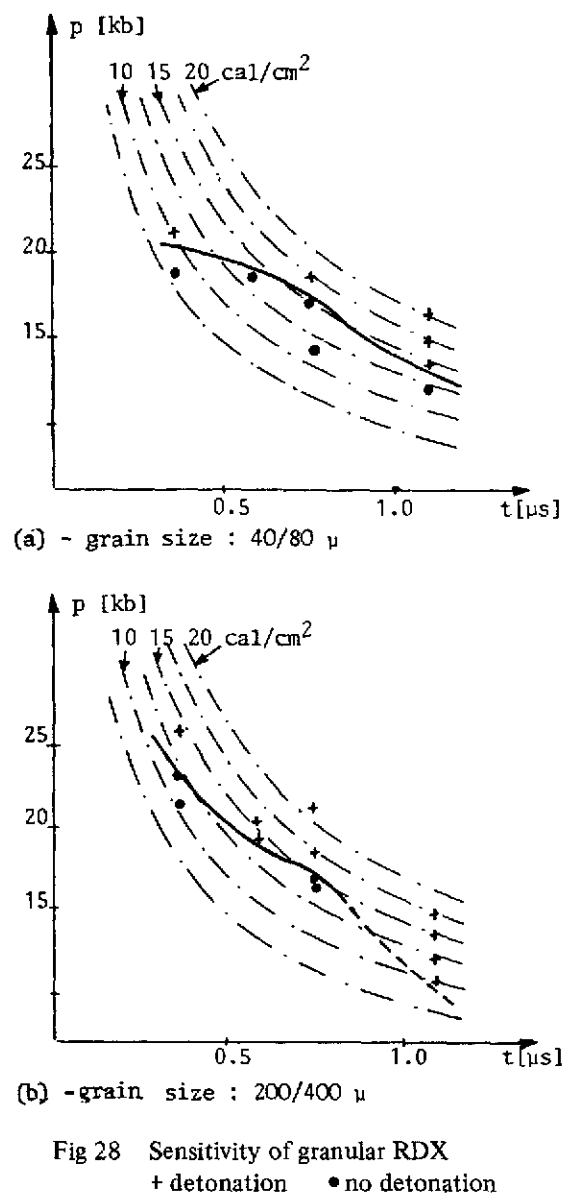 p [kb]
10 15 20 cal/cm²
25
20
15
0.5 1.0 t[μs]
(a) - grain size : 40/80 μ
p [kb]
10 15 20 cal/cm²
25
20
15
0.5 1.0 t[μs]
(b) -grain size : 200/400 μ
Fig 28 Sensitivity of granular RDX
+ detonation ● no detonation